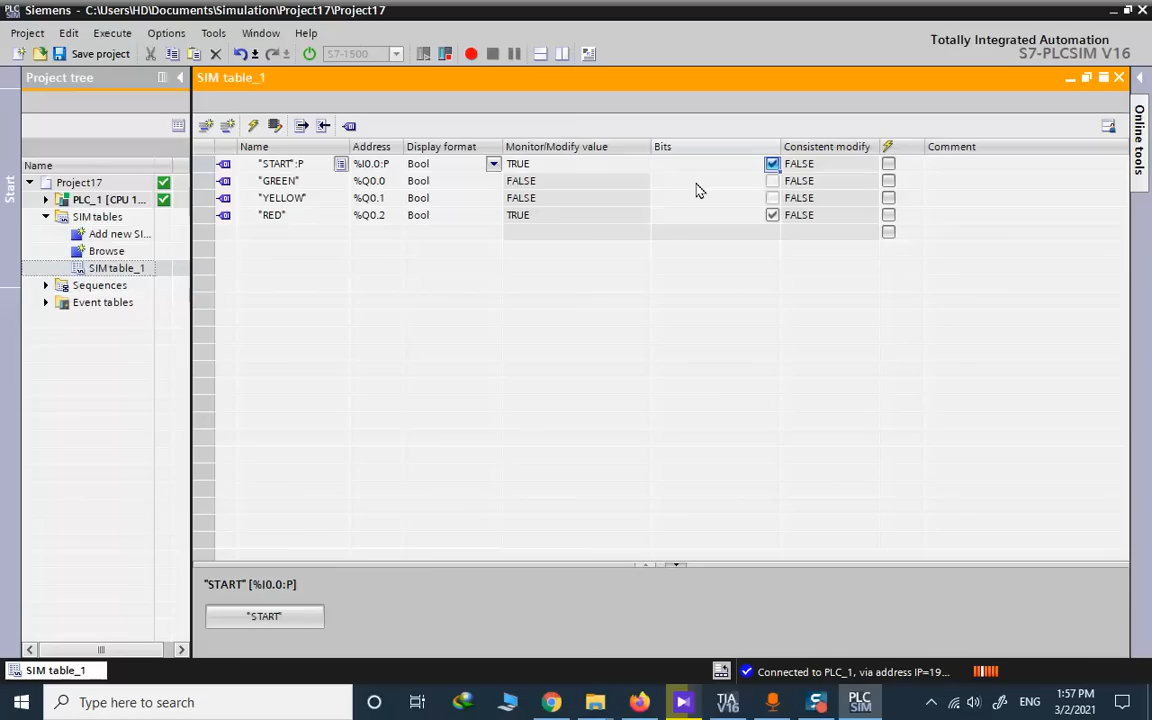 Siemens - C:\Users\HD\Documents\Simulation\Project17\Project17
Project Edit Execute Options Tools Window Help
Totally Integrated Automation
S7-PLCSIM V16
Save project
S7-1500
Project tree
SIM table_1
Start
Online tools
Name
Project17
PLC_1 [CPU 1...
SIM tables
Add new SI...
Browse
SIM table_1
Sequences
Event tables
Name Address Display format Monitor/Modify value Bits Consistent modify Comment
"START":P %I0.0:P Bool TRUE FALSE
"GREEN" %Q0.0 Bool FALSE FALSE
"YELLOW" %Q0.1 Bool FALSE FALSE
"RED" %Q0.2 Bool TRUE FALSE
"START" [%I0.0:P]
"START"
SIM table_1
Connected to PLC_1, via address IP=19...
Type here to search
TIA V16
PLC SIM
ENG
1:57 PM
3/2/2021